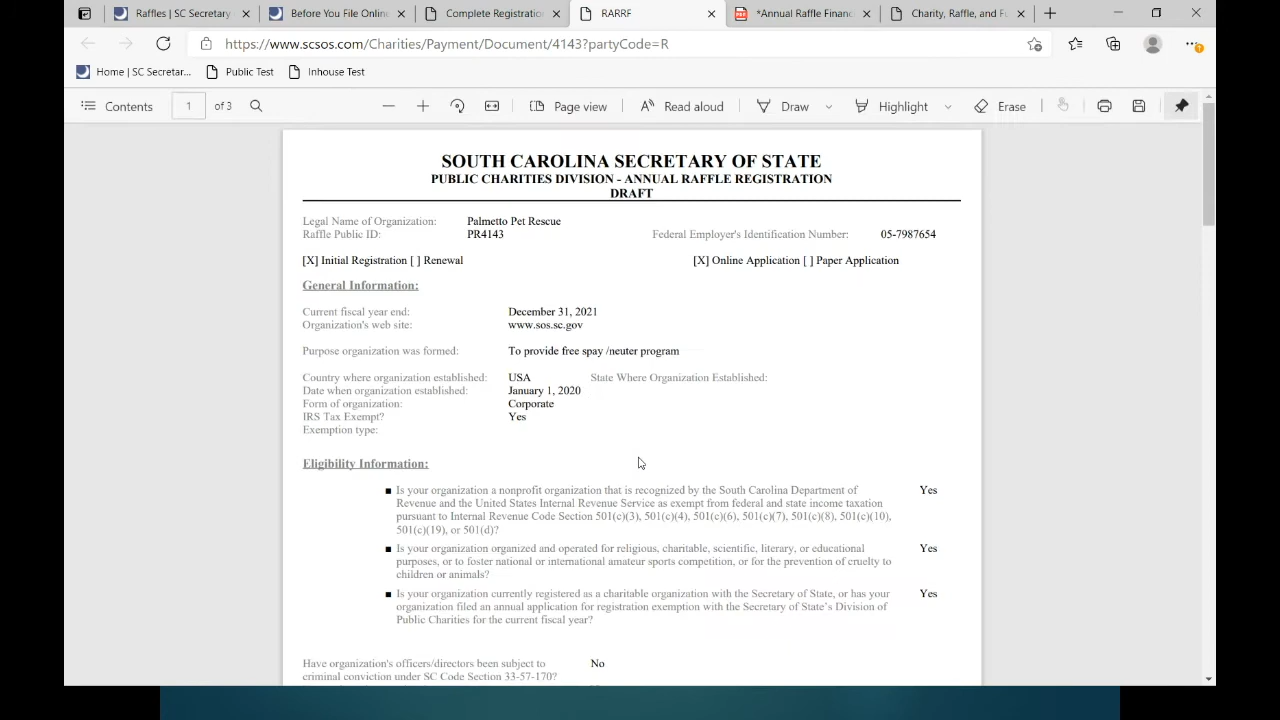 Raffles | SC Secretary
Before You File Online
Complete Registration
RARRF
*Annual Raffle Financ
Charity, Raffle, and Fu
https://www.scsos.com/Charities/Payment/Document/4143?partyCode=R
Home | SC Secretar...
Public Test
Inhouse Test
Contents
1 of 3
Page view
Read aloud
Draw
Highlight
Erase
SOUTH CAROLINA SECRETARY OF STATE
PUBLIC CHARITIES DIVISION - ANNUAL RAFFLE REGISTRATION
DRAFT
Legal Name of Organization: Palmetto Pet Rescue
Raffle Public ID: PR4143 Federal Employer's Identification Number: 05-7987654
[X] Initial Registration [ ] Renewal [X] Online Application [ ] Paper Application
General Information:
Current fiscal year end: December 31, 2021
Organization's web site: www.sos.sc.gov
Purpose organization was formed: To provide free spay /neuter program
Country where organization established: USA State Where Organization Established:
Date when organization established: January 1, 2020
Form of organization: Corporate
IRS Tax Exempt? Yes
Exemption type:
Eligibility Information:
■ Is your organization a nonprofit organization that is recognized by the South Carolina Department of Yes
Revenue and the United States Internal Revenue Service as exempt from federal and state income taxation
pursuant to Internal Revenue Code Section 501(c)(3), 501(c)(4), 501(c)(6), 501(c)(7), 501(c)(8), 501(c)(10),
501(c)(19), or 501(d)?
■ Is your organization organized and operated for religious, charitable, scientific, literary, or educational Yes
purposes, or to foster national or international amateur sports competition, or for the prevention of cruelty to
children or animals?
■ Is your organization currently registered as a charitable organization with the Secretary of State, or has your Yes
organization filed an annual application for registration exemption with the Secretary of State's Division of
Public Charities for the current fiscal year?
Have organization's officers/directors been subject to No
criminal conviction under SC Code Section 33-57-170?